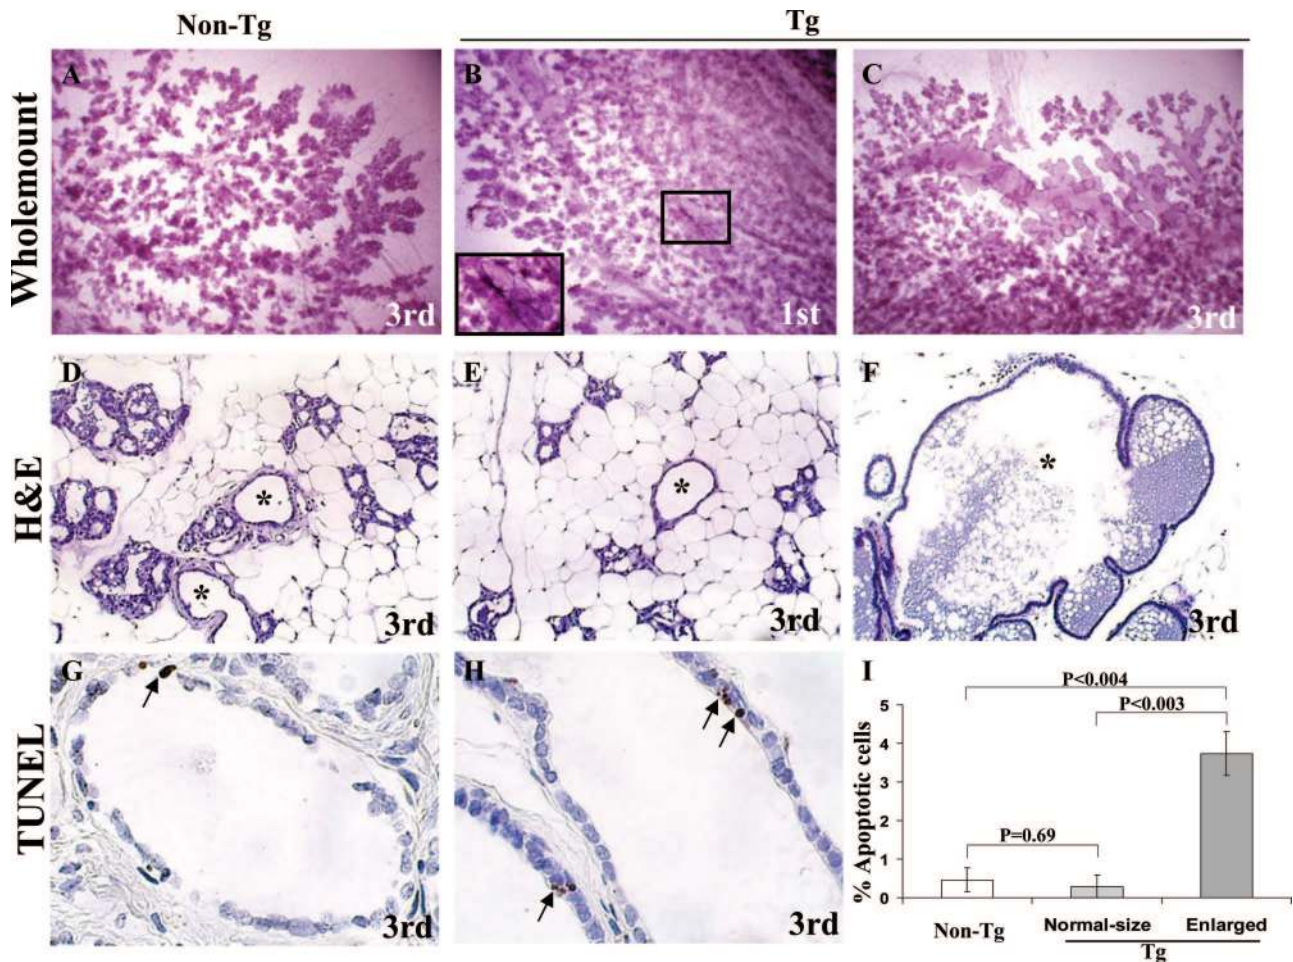 Non-Tg Tg
Wholemount
A B C
3rd 1st 3rd
H&E
D E F
* * * *
3rd 3rd 3rd
TUNEL
G H I
3rd 3rd
P<0.004
P<0.003
P=0.69
% Apoptotic cells
5
4
3
2
1
0
Non-Tg Normal-size Enlarged
Tg